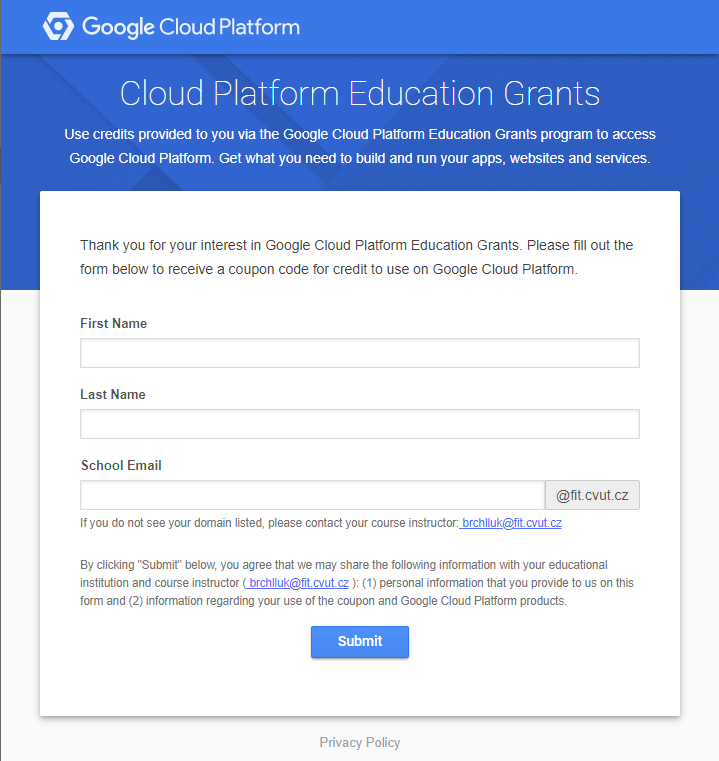 Google Cloud Platform
Cloud Platform Education Grants
Use credits provided to you via the Google Cloud Platform Education Grants program to access
Google Cloud Platform. Get what you need to build and run your apps, websites and services.
Thank you for your interest in Google Cloud Platform Education Grants. Please fill out the
form below to receive a coupon code for credit to use on Google Cloud Platform.
First Name
Last Name
School Email
@fit.cvut.cz
If you do not see your domain listed, please contact your course instructor: brchlluk@fit.cvut.cz
By clicking "Submit" below, you agree that we may share the following information with your educational
institution and course instructor ( brchlluk@fit.cvut.cz ): (1) personal information that you provide to us on this
form and (2) information regarding your use of the coupon and Google Cloud Platform products.
Submit
Privacy Policy